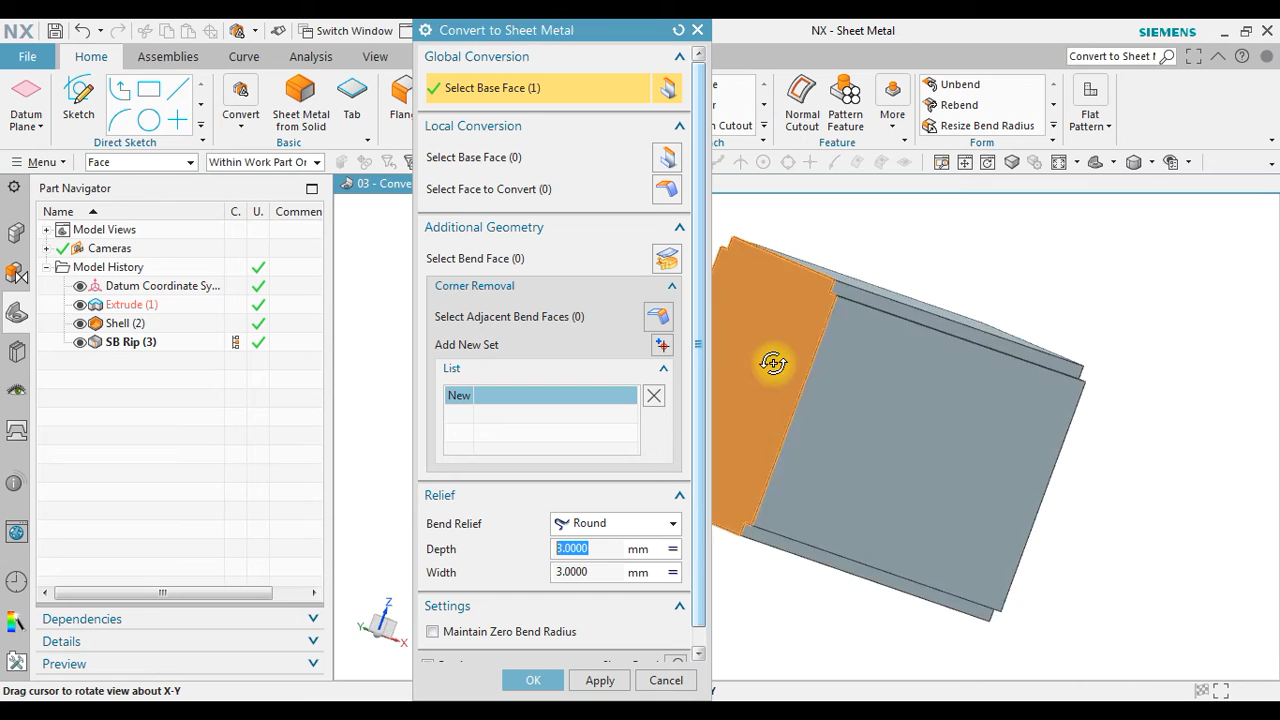 NX
Switch Window
Convert to Sheet Metal
NX - Sheet Metal
SIEMENS
File
Home
Assemblies
Curve
Analysis
View
Convert to Sheet M
Datum
Plane
Sketch
Direct Sketch
Convert
Sheet Metal
from Solid
Tab
Flang
Basic
Normal
Cutout
Pattern
Feature
More
Feature
Unbend
Rebend
Resize Bend Radius
Form
Flat
Pattern
Menu
Face
Within Work Part On
Part Navigator
03 - Conve
Name
C.
U.
Commen
Model Views
Cameras
Model History
Datum Coordinate Sy...
Extrude (1)
Shell (2)
SB Rip (3)
Dependencies
Details
Preview
Global Conversion
Select Base Face (1)
Local Conversion
Select Base Face (0)
Select Face to Convert (0)
Additional Geometry
Select Bend Face (0)
Corner Removal
Select Adjacent Bend Faces (0)
Add New Set
List
New
Relief
Bend Relief
Round
Depth
3.0000
mm
Width
3.0000
mm
Settings
Maintain Zero Bend Radius
OK
Apply
Cancel
Z
Y
X
Drag cursor to rotate view about X-Y